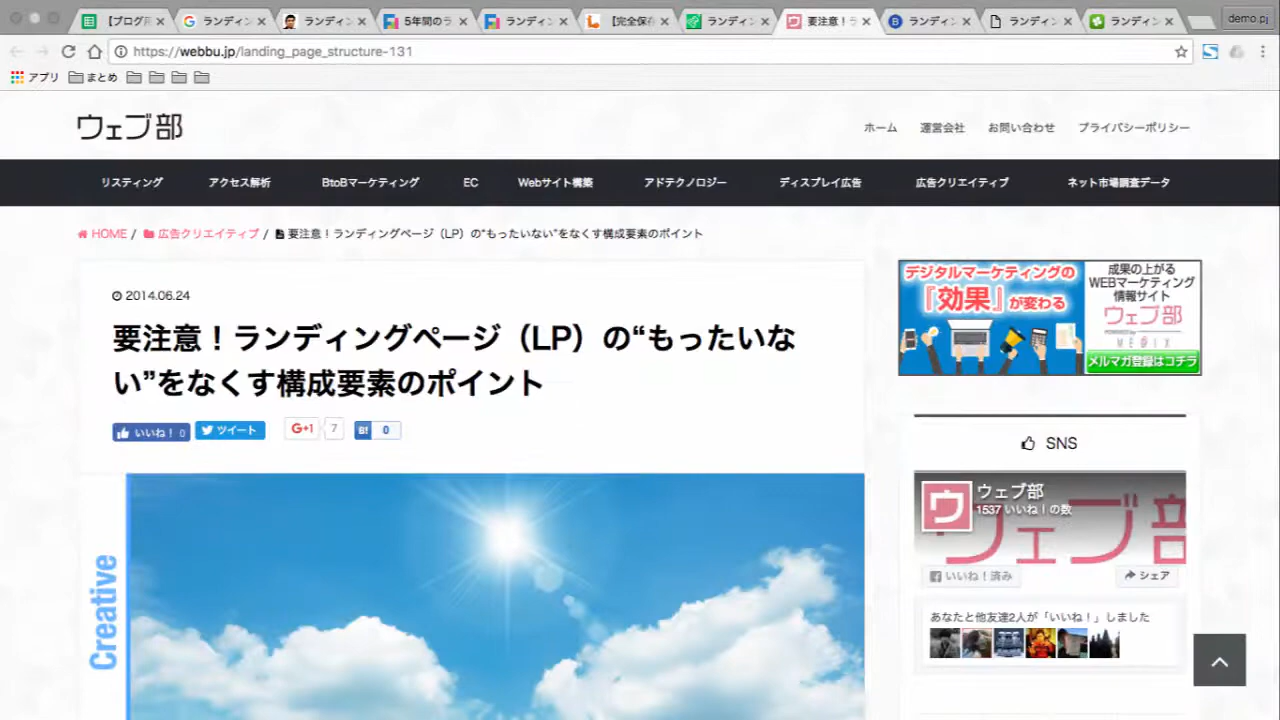 【ブログ用
ランディン
ランディン
5年間のラ
ランディン
【完全保存
ランディン
要注意！ラ
ランディン
ランディン
ランディン
demo.pj
https://webbu.jp/landing_page_structure-131
アプリ
まとめ
ウェブ部
ホーム
運営会社
お問い合わせ
プライバシーポリシー
リスティング
アクセス解析
BtoBマーケティング
EC
Webサイト構築
アドテクノロジー
ディスプレイ広告
広告クリエイティブ
ネット市場調査データ
HOME / 広告クリエイティブ / 要注意！ランディングページ（LP）の“もったいない”をなくす構成要素のポイント
2014.06.24
要注意！ランディングページ（LP）の“もったいな
い”をなくす構成要素のポイント
いいね！ 0
ツイート
G+1
7
B!
0
Creative
デジタルマーケティングの
『効果』が変わる
成果の上がる
WEBマーケティング
情報サイト
ウェブ部
MEDIX
メルマガ登録はコチラ
SNS
ウ
ウェブ部
1537 いいね！の数
ウェブ部
いいね！済み
シェア
あなたと他友達2人が「いいね！」しました